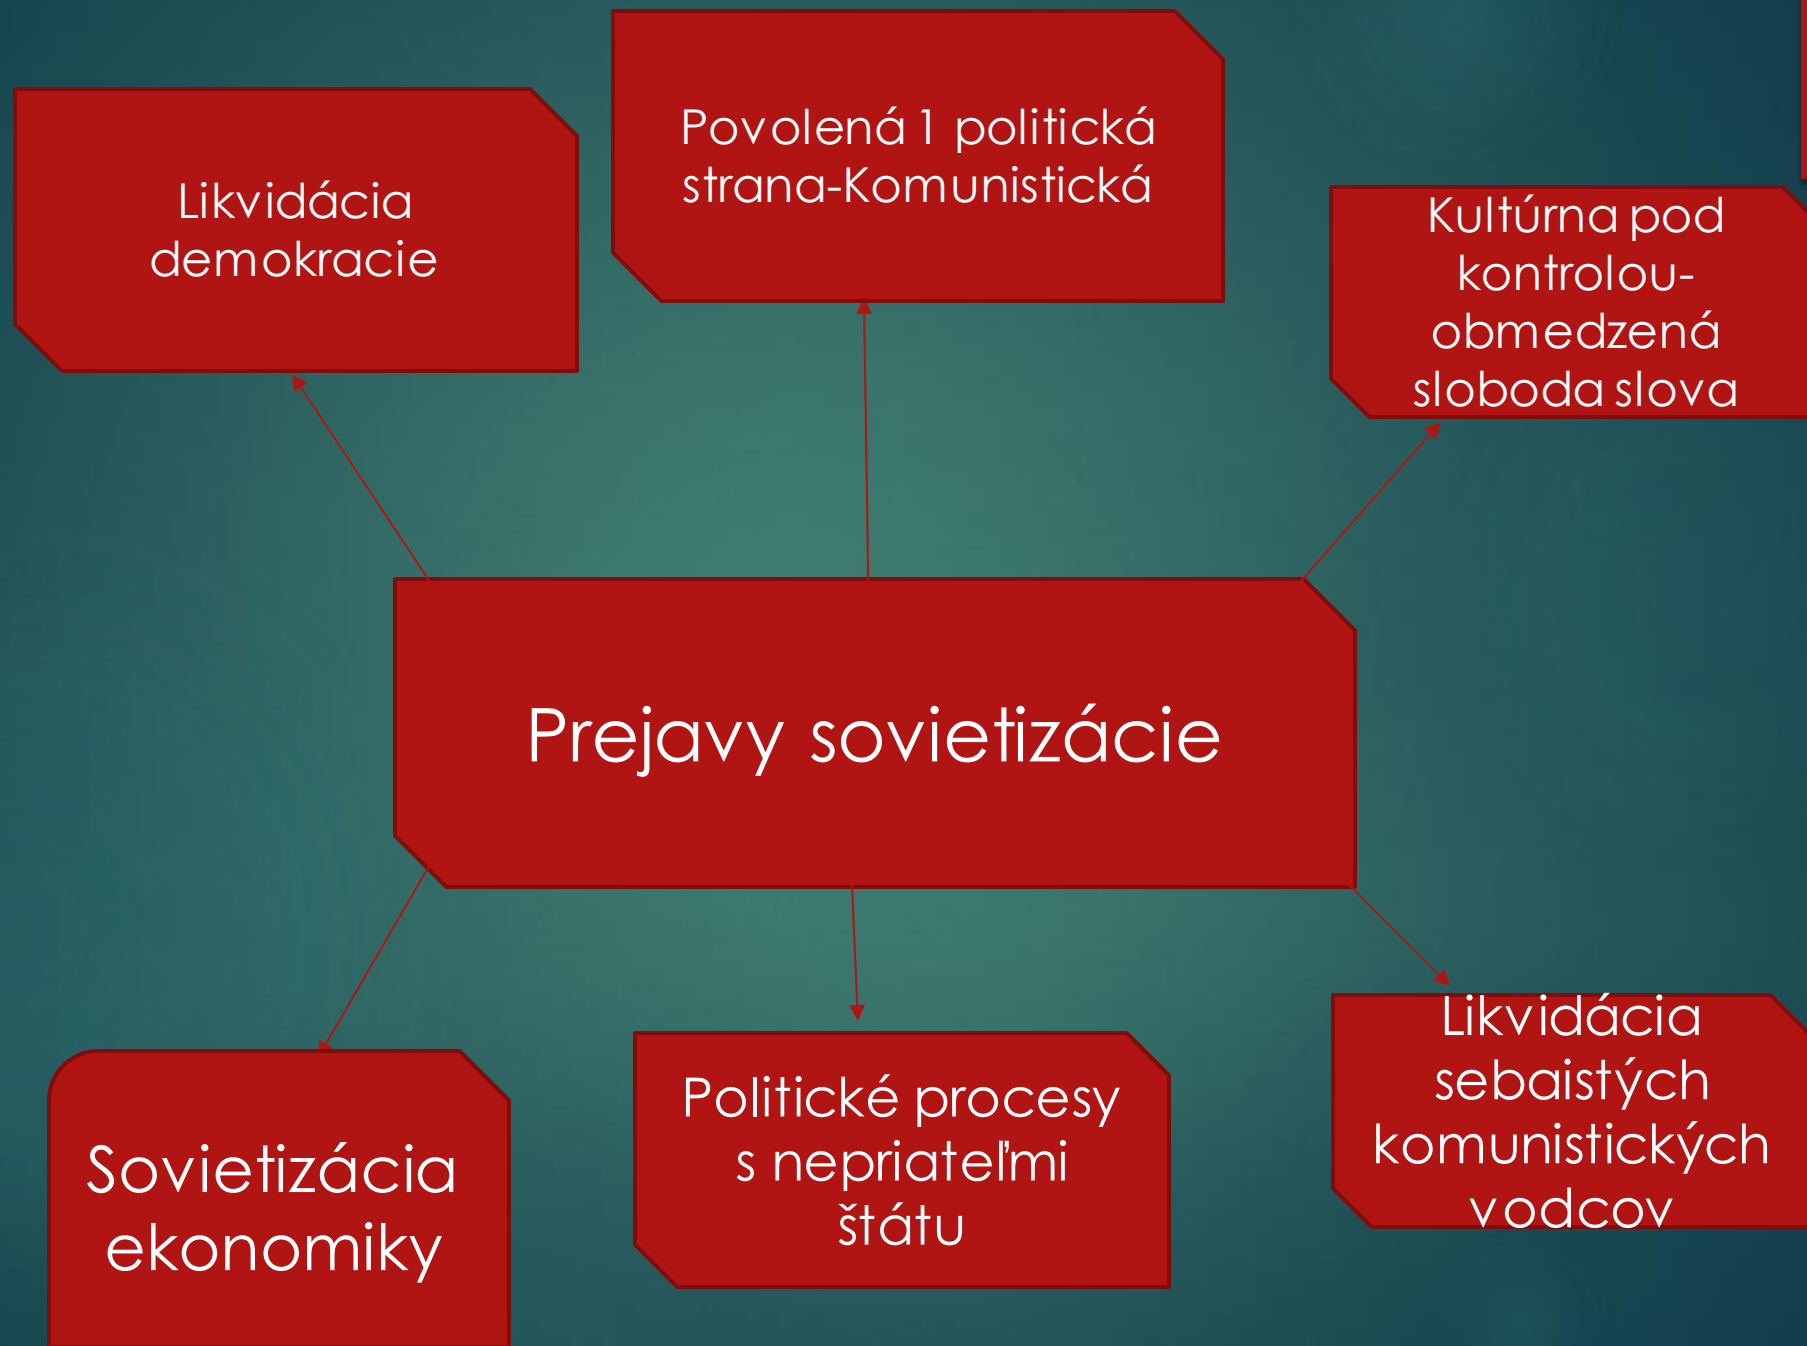 Likvidácia
demokracie
Povolená 1 politická
strana-Komunistická
Kultúrna pod
kontrolou-
obmedzená
sloboda slova
Prejavy sovietizácie
Sovietizácia
ekonomiky
Politické procesy
s nepriateľmi
štátu
Likvidácia
sebaistých
komunistických
vodcov